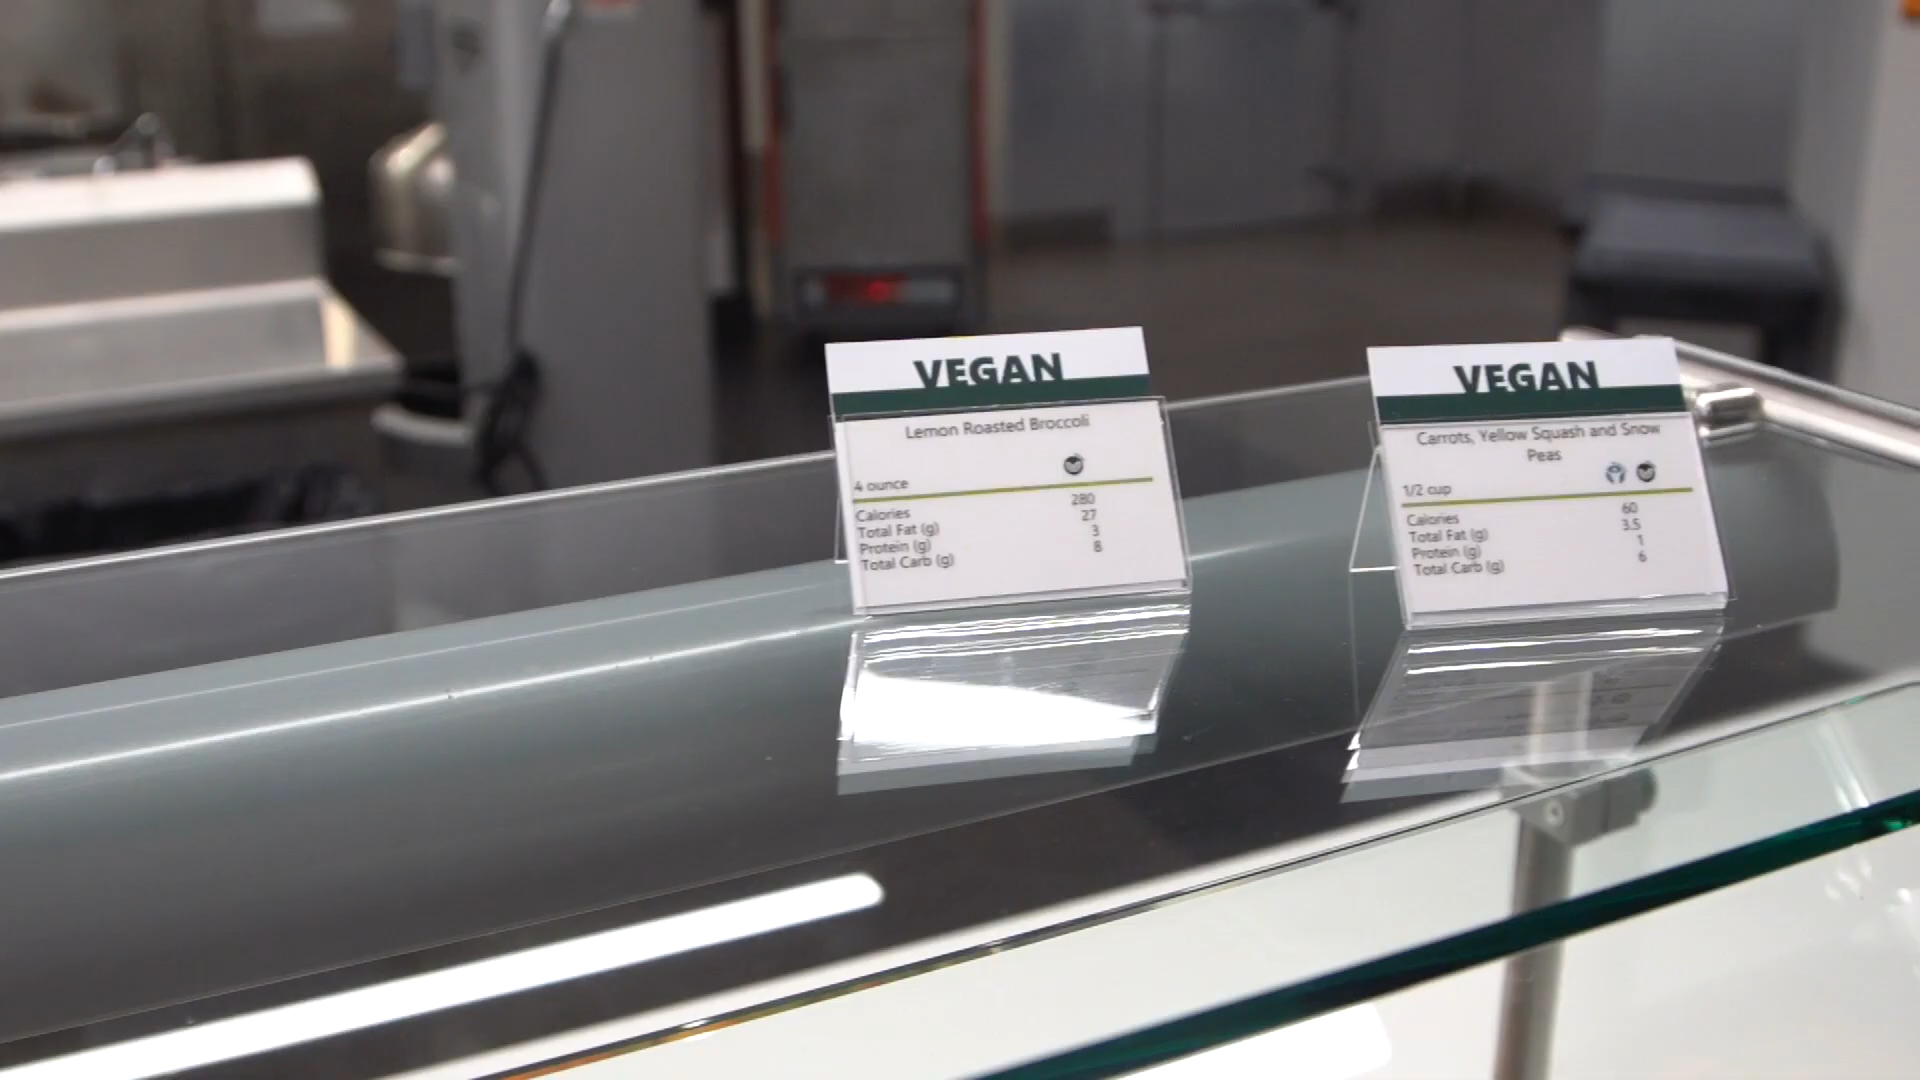 VEGAN
Lemon Roasted Broccoli
4 ounce
Calories 280
Total Fat (g) 27
Protein (g) 3
Total Carb (g) 8
VEGAN
Carrots, Yellow Squash and Snow
Peas
1/2 cup
Calories 60
Total Fat (g) 3.5
Protein (g) 1
Total Carb (g) 6